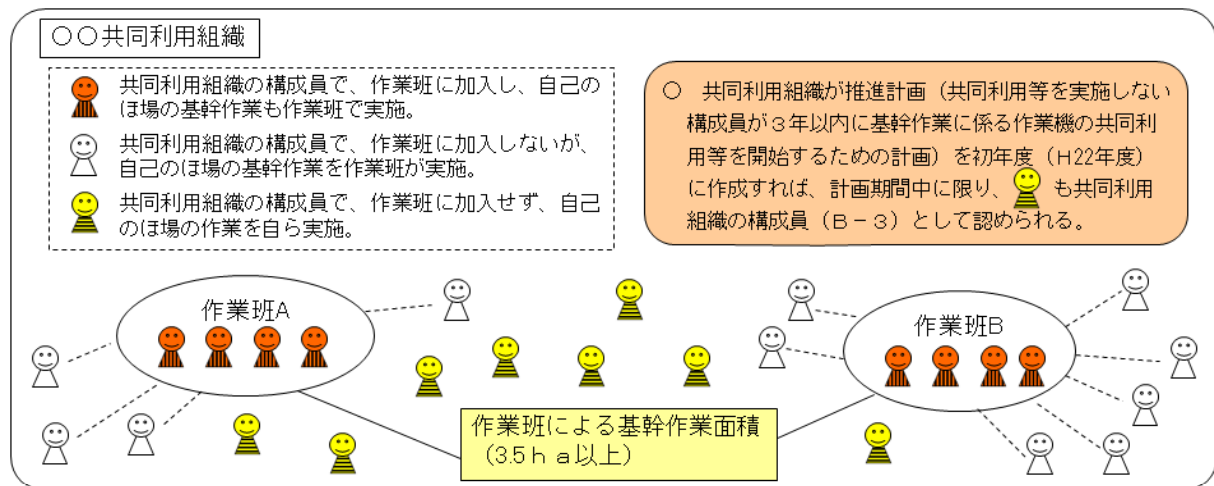 ○○共同利用組織
共同利用組織の構成員で、作業班に加入し、自己の
ほ場の基幹作業も作業班で実施。
共同利用組織の構成員で、作業班に加入しないが、
自己のほ場の基幹作業を作業班が実施。
共同利用組織の構成員で、作業班に加入せず、自己
のほ場の作業を自ら実施。
○ 共同利用組織が推進計画（共同利用等を実施しない
構成員が３年以内に基幹作業に係る作業機の共同利
用等を開始するための計画）を初年度（H22年度）
に作成すれば、計画期間中に限り、 も共同利用
組織の構成員（Ｂ－３）として認められる。
作業班A
作業班B
作業班による基幹作業面積
（3.5ｈａ以上）